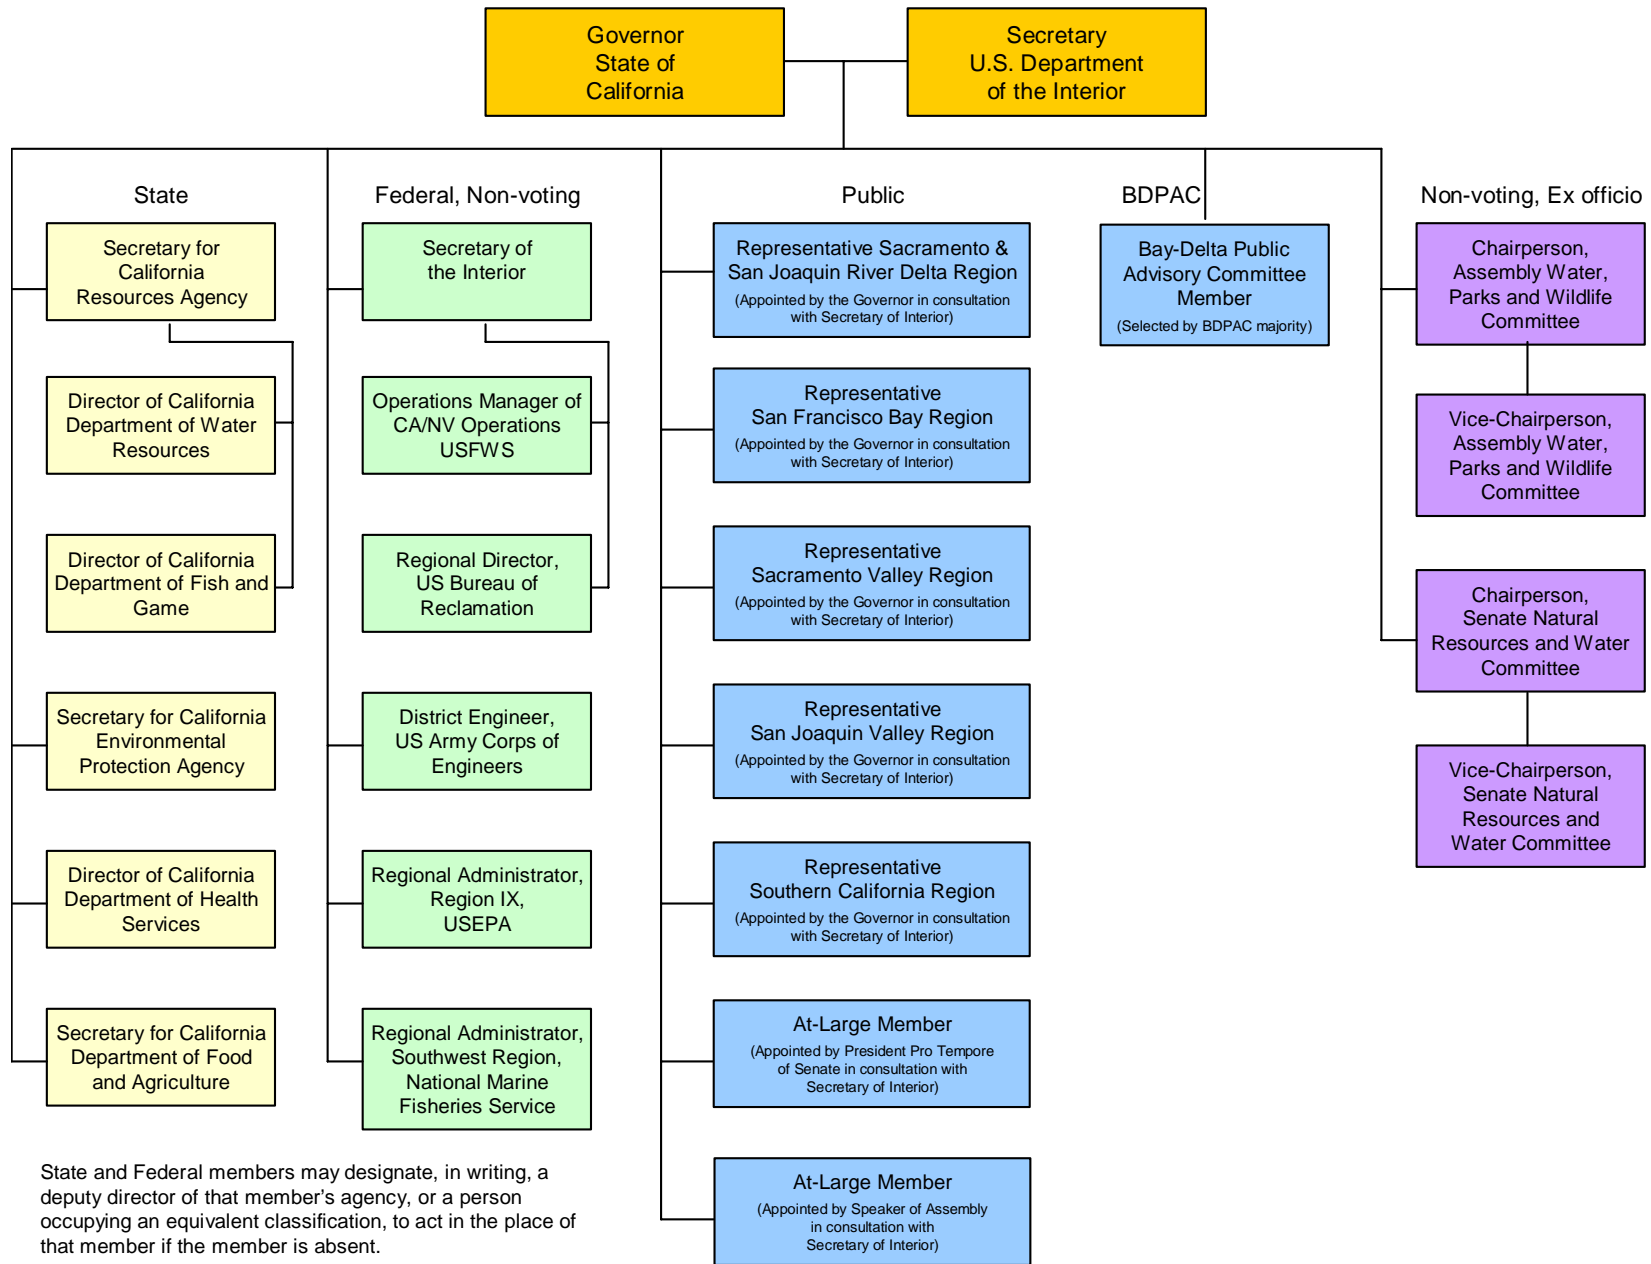 Governor
State of
California
Secretary
U.S. Department
of the Interior
State
Secretary for
California
Resources Agency
Director of California
Department of Water
Resources
Director of California
Department of Fish and
Game
Secretary for California
Environmental
Protection Agency
Director of California
Department of Health
Services
Secretary for California
Department of Food
and Agriculture
Federal, Non-voting
Secretary of
the Interior
Operations Manager of
CA/NV Operations
USFWS
Regional Director,
US Bureau of
Reclamation
District Engineer,
US Army Corps of
Engineers
Regional Administrator,
Region IX,
USEPA
Regional Administrator,
Southwest Region,
National Marine
Fisheries Service
Public
Representative Sacramento &
San Joaquin River Delta Region
(Appointed by the Governor in consultation
with Secretary of Interior)
Representative
San Francisco Bay Region
(Appointed by the Governor in consultation
with Secretary of Interior)
Representative
Sacramento Valley Region
(Appointed by the Governor in consultation
with Secretary of Interior)
Representative
San Joaquin Valley Region
(Appointed by the Governor in consultation
with Secretary of Interior)
Representative
Southern California Region
(Appointed by the Governor in consultation
with Secretary of Interior)
At-Large Member
(Appointed by President Pro Tempore
of Senate in consultation with
Secretary of Interior)
At-Large Member
(Appointed by Speaker of Assembly
in consultation with
Secretary of Interior)
BDPAC
Bay-Delta Public
Advisory Committee
Member
(Selected by BDPAC majority)
Non-voting, Ex officio
Chairperson,
Assembly Water,
Parks and Wildlife
Committee
Vice-Chairperson,
Assembly Water,
Parks and Wildlife
Committee
Chairperson,
Senate Natural
Resources and Water
Committee
Vice-Chairperson,
Senate Natural
Resources and
Water Committee
State and Federal members may designate, in writing, a
deputy director of that member's agency, or a person
occupying an equivalent classification, to act in the place of
that member if the member is absent.